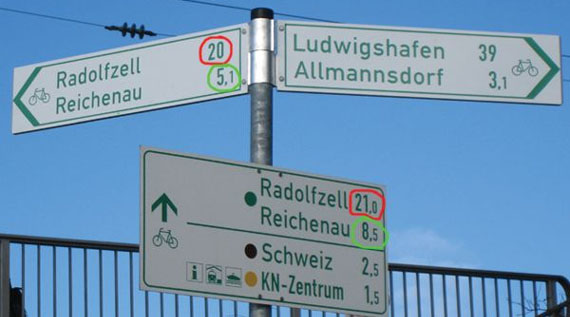 Radolfzell 20
Reichenau 5,1
Ludwigshafen 39
Allmannsdorf 3,1
Radolfzell 21,0
Reichenau 8,5
Schweiz 2,5
i KN-Zentrum 1,5